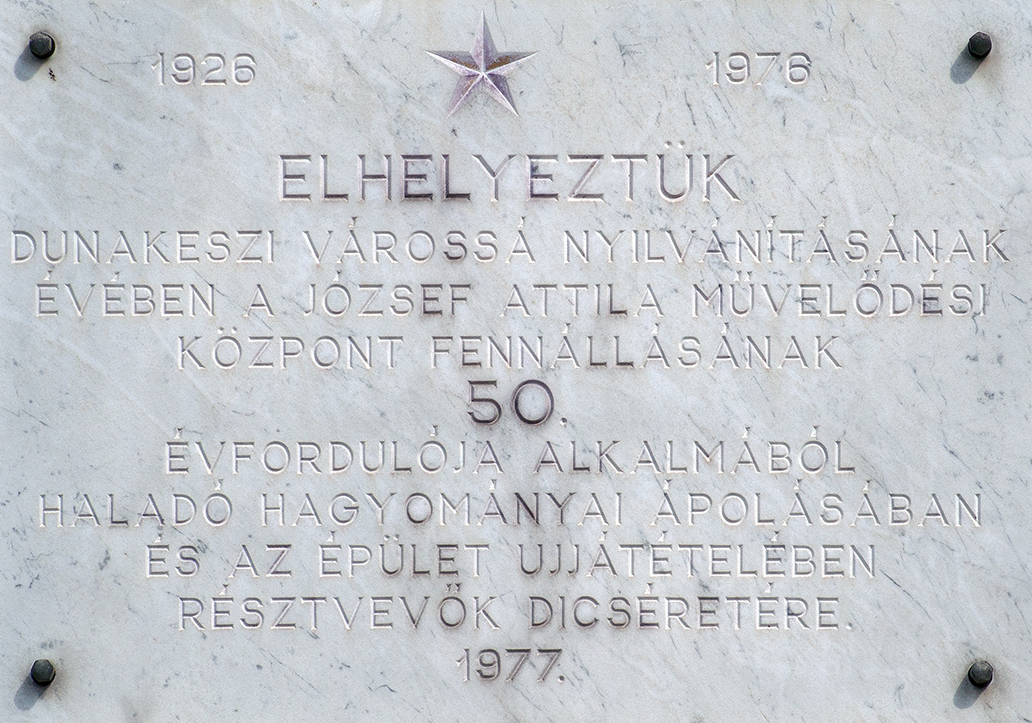 1926 1976
ELHELYEZTÜK
DUNAKESZI VÁROSSÁ NYILVÁNÍTÁSÁNAK
ÉVÉBEN A JÓZSEF ATTILA MŰVELŐDÉSI
KÖZPONT FENNÁLLÁSÁNAK
50.
ÉVFORDULÓJA ALKALMÁBÓL
HALADÓ HAGYOMÁNYAI ÁPOLÁSÁBAN
ÉS AZ ÉPÜLET UJJÁTÉTELÉBEN
RÉSZTVEVŐK DICSÉRETÉRE.
1977.